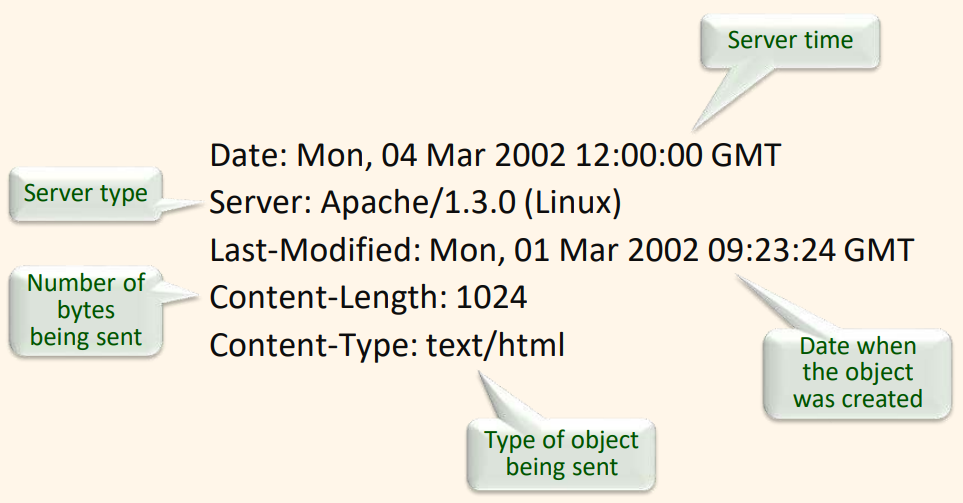 Server time
Date: Mon, 04 Mar 2002 12:00:00 GMT
Server type
Server: Apache/1.3.0 (Linux)
Last-Modified: Mon, 01 Mar 2002 09:23:24 GMT
Number of
bytes
being sent
Content-Length: 1024
Content-Type: text/html
Date when
the object
was created
Type of object
being sent